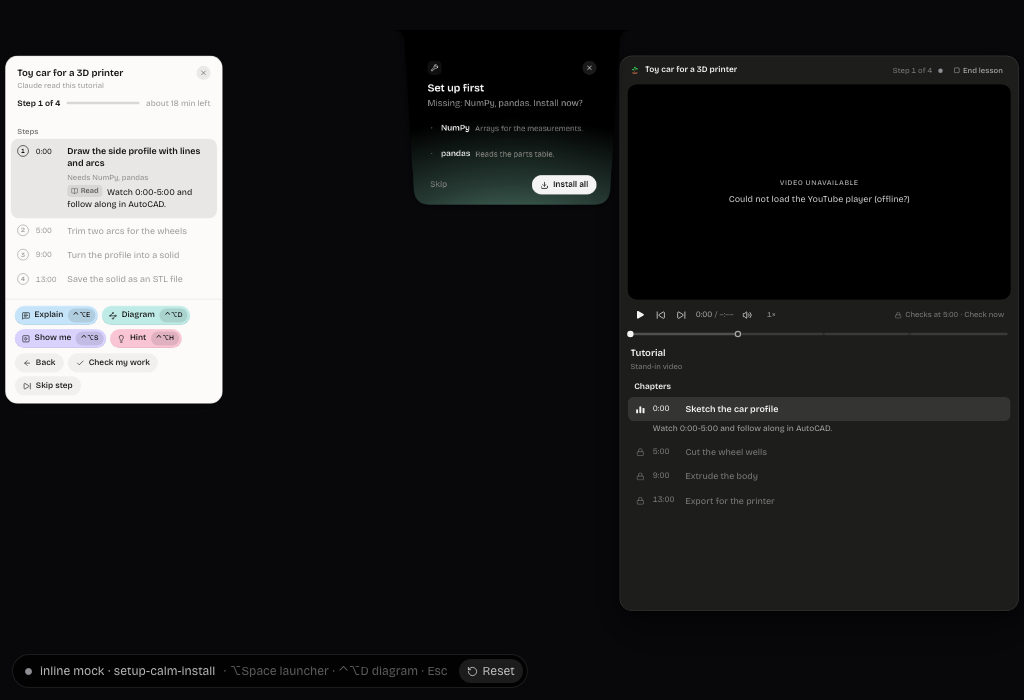 Toy car for a 3D printer
Claude read this tutorial
Step 1 of 4 about 18 min left
Steps
1 0:00 Draw the side profile with lines
and arcs
Needs NumPy, pandas
Read Watch 0:00-5:00 and
follow along in AutoCAD.
2 5:00 Trim two arcs for the wheels
3 9:00 Turn the profile into a solid
4 13:00 Save the solid as an STL file
Explain ^⌥E Diagram ^⌥D
Show me ^⌥S Hint ^⌥H
Back Check my work
Skip step
Set up first
Missing: NumPy, pandas. Install now?
· NumPy Arrays for the measurements.
· pandas Reads the parts table.
Skip Install all
Toy car for a 3D printer Step 1 of 4 End lesson
VIDEO UNAVAILABLE
Could not load the YouTube player (offline?)
0:00 / -:-- 1× Checks at 5:00 · Check now
Tutorial
Stand-in video
Chapters
0:00 Sketch the car profile
Watch 0:00-5:00 and follow along in AutoCAD.
5:00 Cut the wheel wells
9:00 Extrude the body
13:00 Export for the printer
inline mock · setup-calm-install · ⌥Space launcher · ^⌥D diagram · Esc Reset